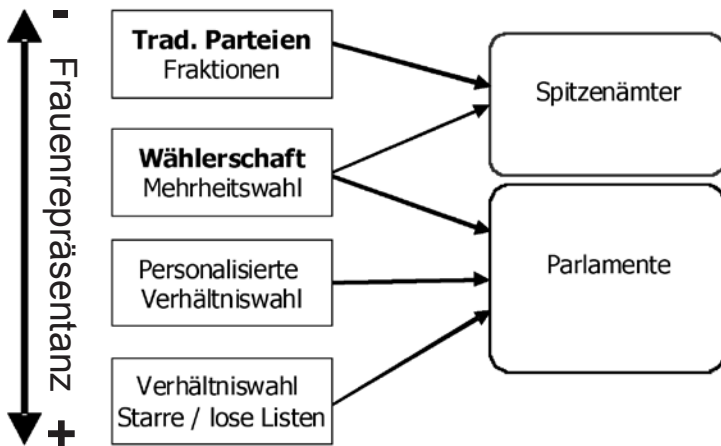 -
Frauenrepräsentanz
+
Trad. Parteien
Fraktionen
Wählerschaft
Mehrheitswahl
Personalisierte
Verhältniswahl
Verhältniswahl
Starre / lose Listen
Spitzenämter
Parlamente